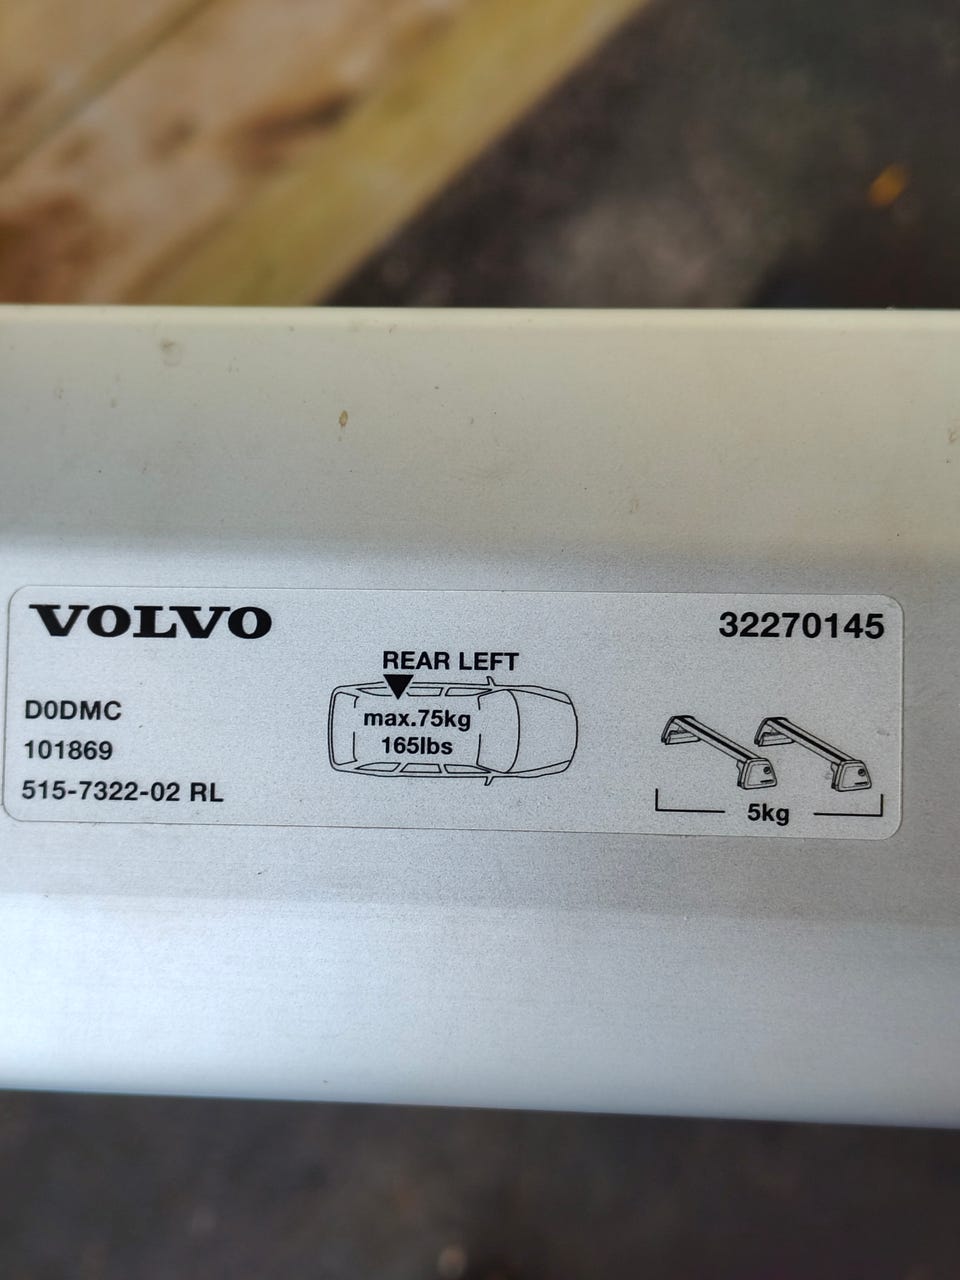 VOLVO
32270145
REAR LEFT
D0DMC
101869
515-7322-02 RL
max.75kg
165lbs
5kg